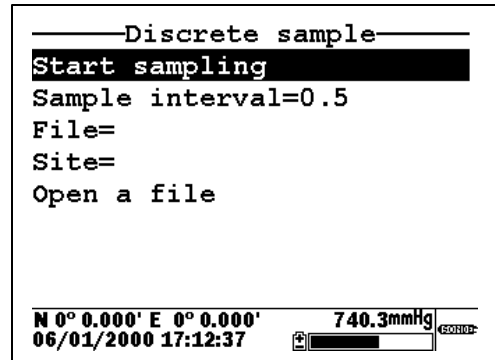 Discrete sample
Start sampling
Sample interval=0.5
File=
Site=
Open a file
N 0° 0.000' E 0° 0.000' 740.3mmHg
06/01/2000 17:12:37